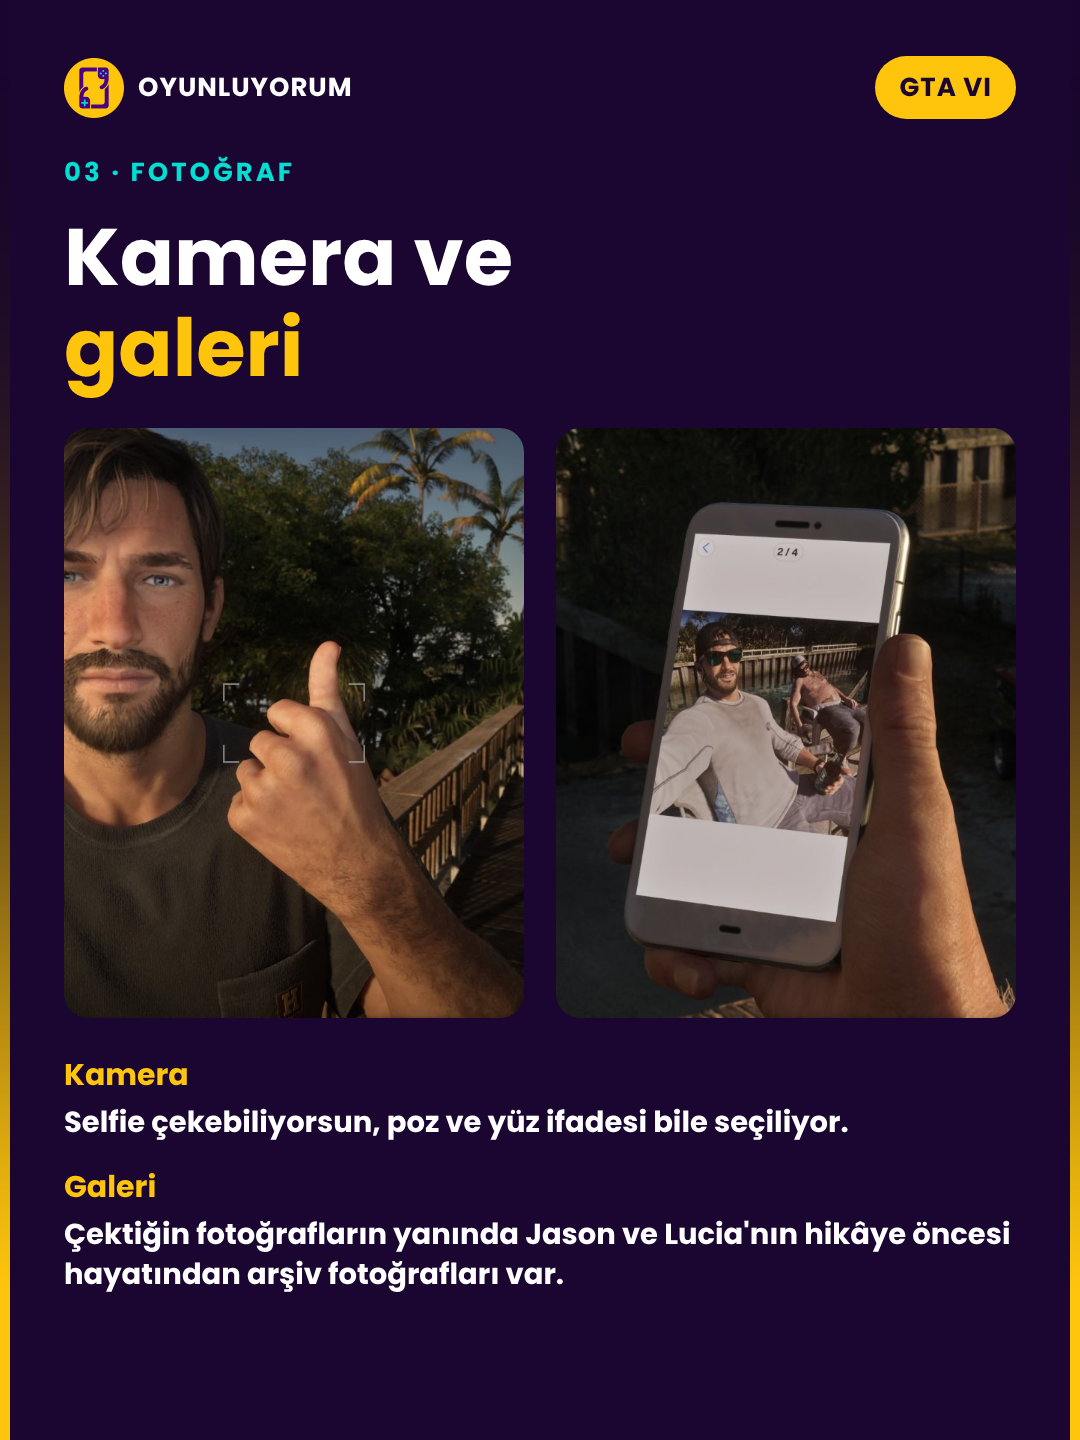 OYUNLUYORUM
GTA VI
03 · FOTOĞRAF
Kamera ve
galeri
2/4
H
Kamera
Selfie çekebiliyorsun, poz ve yüz ifadesi bile seçiliyor.
Galeri
Çektiğin fotoğrafların yanında Jason ve Lucia'nın hikâye öncesi
hayatından arşiv fotoğrafları var.